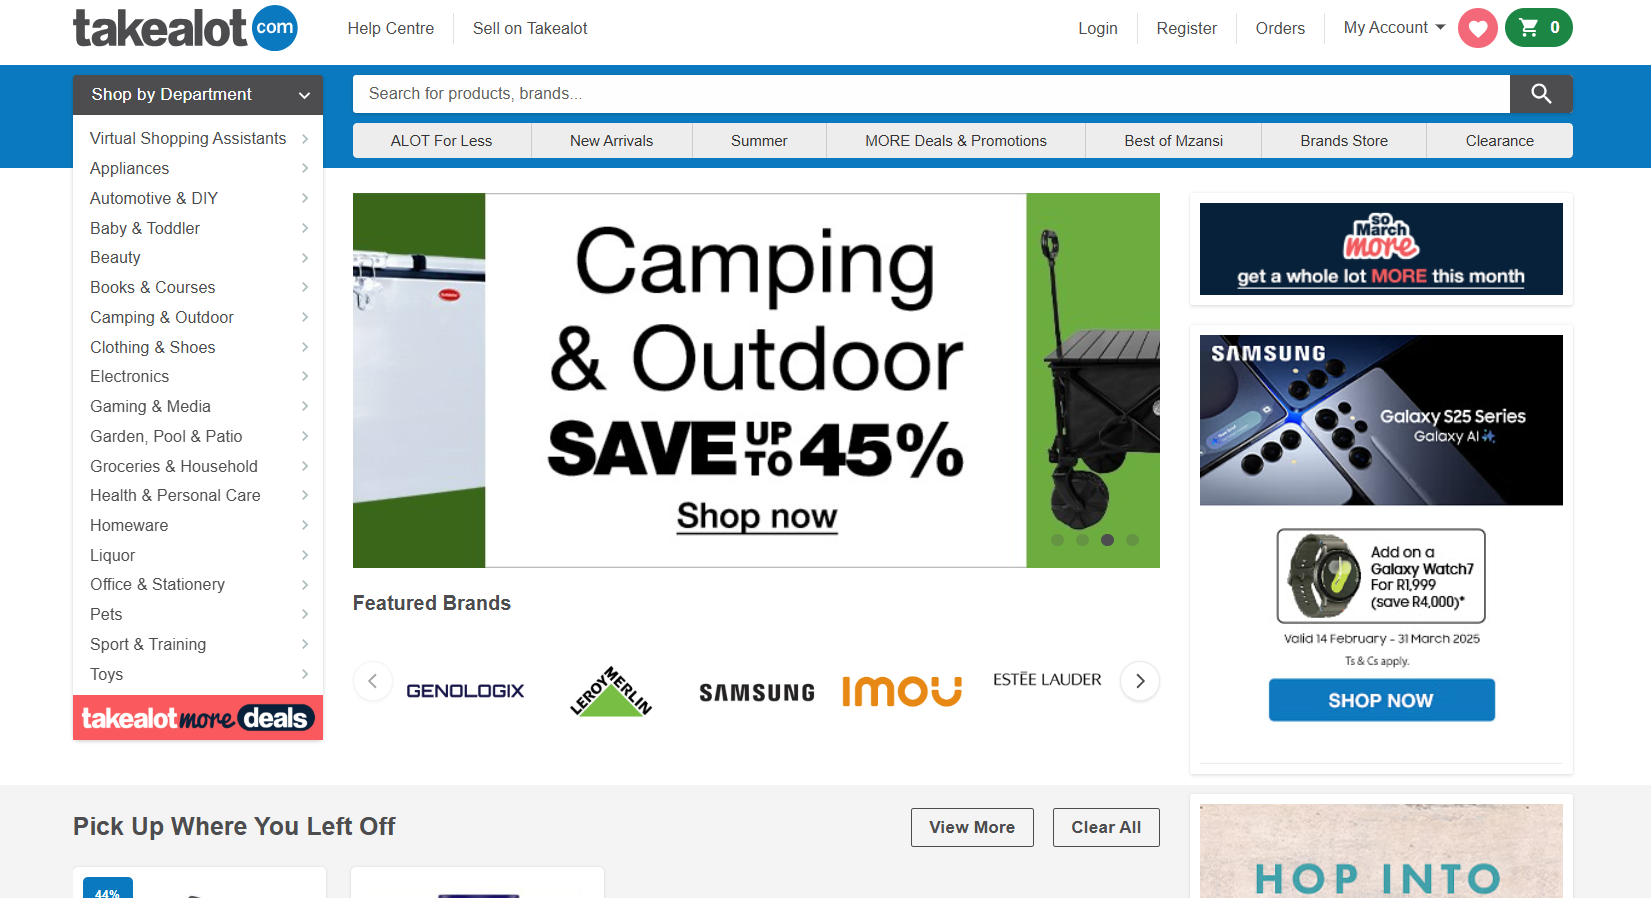 takealot com
Help Centre
Sell on Takealot
Login
Register
Orders
My Account
0
Shop by Department
Search for products, brands...
ALOT For Less
New Arrivals
Summer
MORE Deals & Promotions
Best of Mzansi
Brands Store
Clearance
Virtual Shopping Assistants
Appliances
Automotive & DIY
Baby & Toddler
Beauty
Books & Courses
Camping & Outdoor
Clothing & Shoes
Electronics
Gaming & Media
Garden, Pool & Patio
Groceries & Household
Health & Personal Care
Homeware
Liquor
Office & Stationery
Pets
Sport & Training
Toys
takealot more deals
Camping
& Outdoor
SAVE UP TO 45%
Shop now
Featured Brands
GENOLOGIX
LEROY MERLIN
SAMSUNG
imou
ESTĒE LAUDER
so
March
more
get a whole lot MORE this month
SAMSUNG
Galaxy S25 Series
Galaxy AI
Add on a
Galaxy Watch7
For R1,999
(save R4,000)*
Valid 14 February - 31 March 2025
Ts & Cs apply.
SHOP NOW
Pick Up Where You Left Off
View More
Clear All
44%
HOP INTO